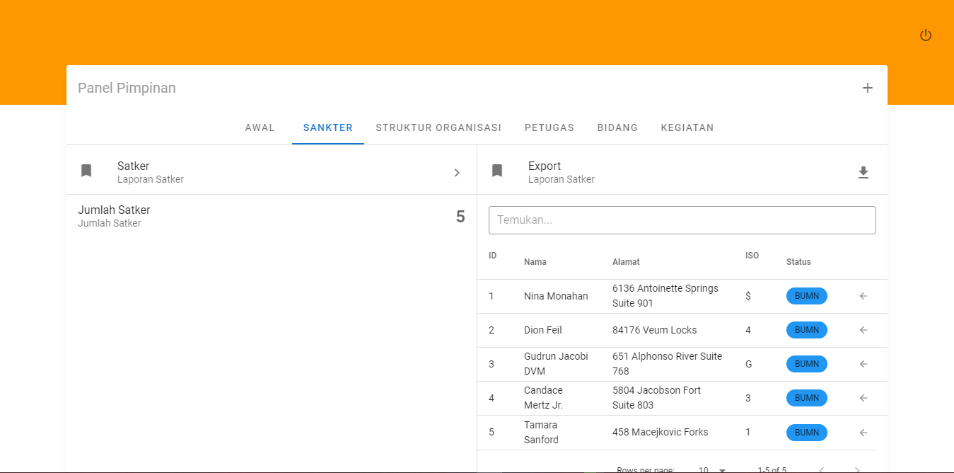 Panel Pimpinan
AWAL SANKTER STRUKTUR ORGANISASI PETUGAS BIDANG KEGIATAN
Satker
Laporan Satker
Jumlah Satker
Jumlah Satker
5
Export
Laporan Satker
Temukan...
ID Nama Alamat ISO Status
1 Nina Monahan 6136 Antoinette Springs Suite 901 $ BUMN
2 Dion Feil 84176 Veum Locks 4 BUMN
3 Gudrun Jacobi DVM 651 Alphonso River Suite 768 G BUMN
4 Candace Mertz Jr. 5804 Jacobson Fort Suite 803 3 BUMN
5 Tamara Sanford 458 Macejkovic Forks 1 BUMN
Rows per page: 10 1-5 of 5